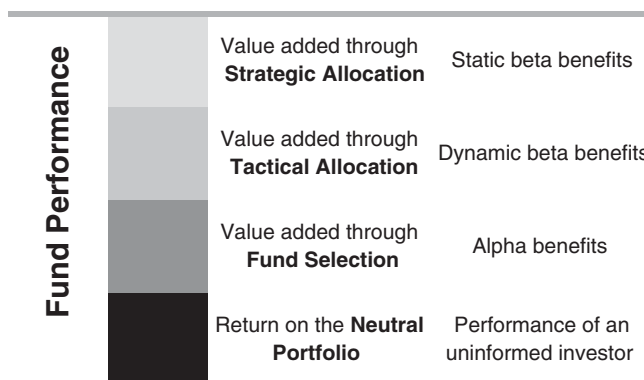 Fund Performance
Value added through
Strategic Allocation
Static beta benefits
Value added through
Tactical Allocation
Dynamic beta benefits
Value added through
Fund Selection
Alpha benefits
Return on the Neutral
Portfolio
Performance of an
uninformed investor